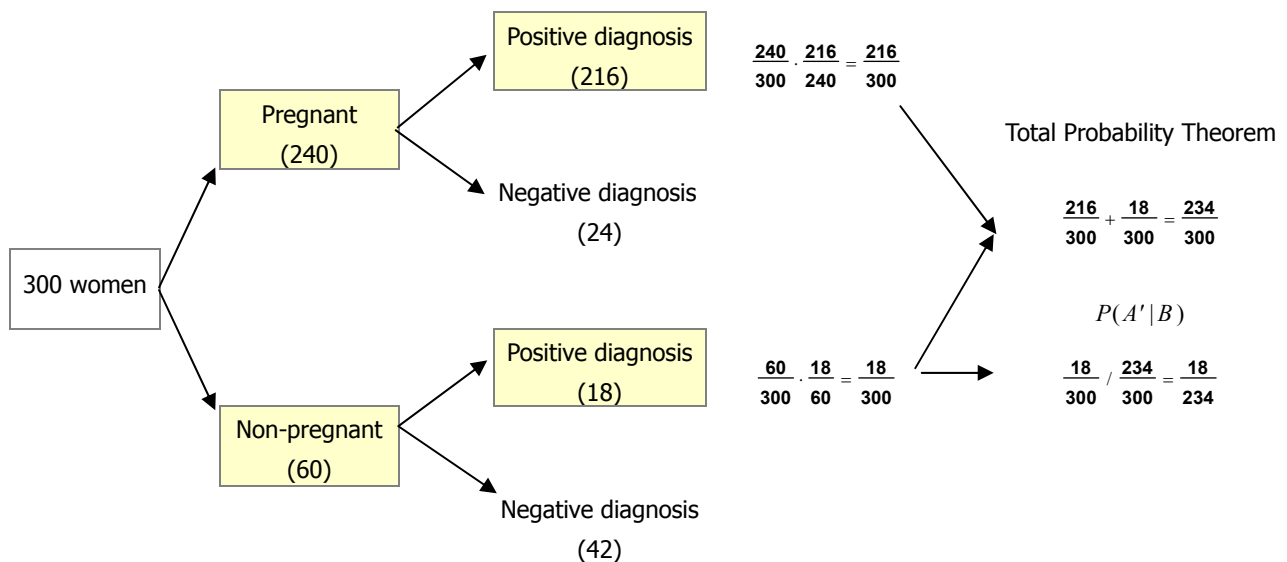 Positive diagnosis
(216)
240/300 · 216/240 = 216/300
Pregnant
(240)
Total Probability Theorem
Negative diagnosis
(24)
216/300 + 18/300 = 234/300
300 women
P(A′|B)
Positive diagnosis
(18)
60/300 · 18/60 = 18/300
18/300 / 234/300 = 18/234
Non-pregnant
(60)
Negative diagnosis
(42)